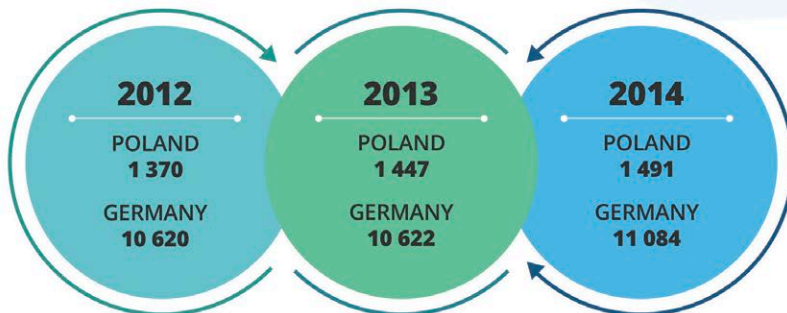 2012
POLAND
1 370
GERMANY
10 620
2013
POLAND
1 447
GERMANY
10 622
2014
POLAND
1 491
GERMANY
11 084